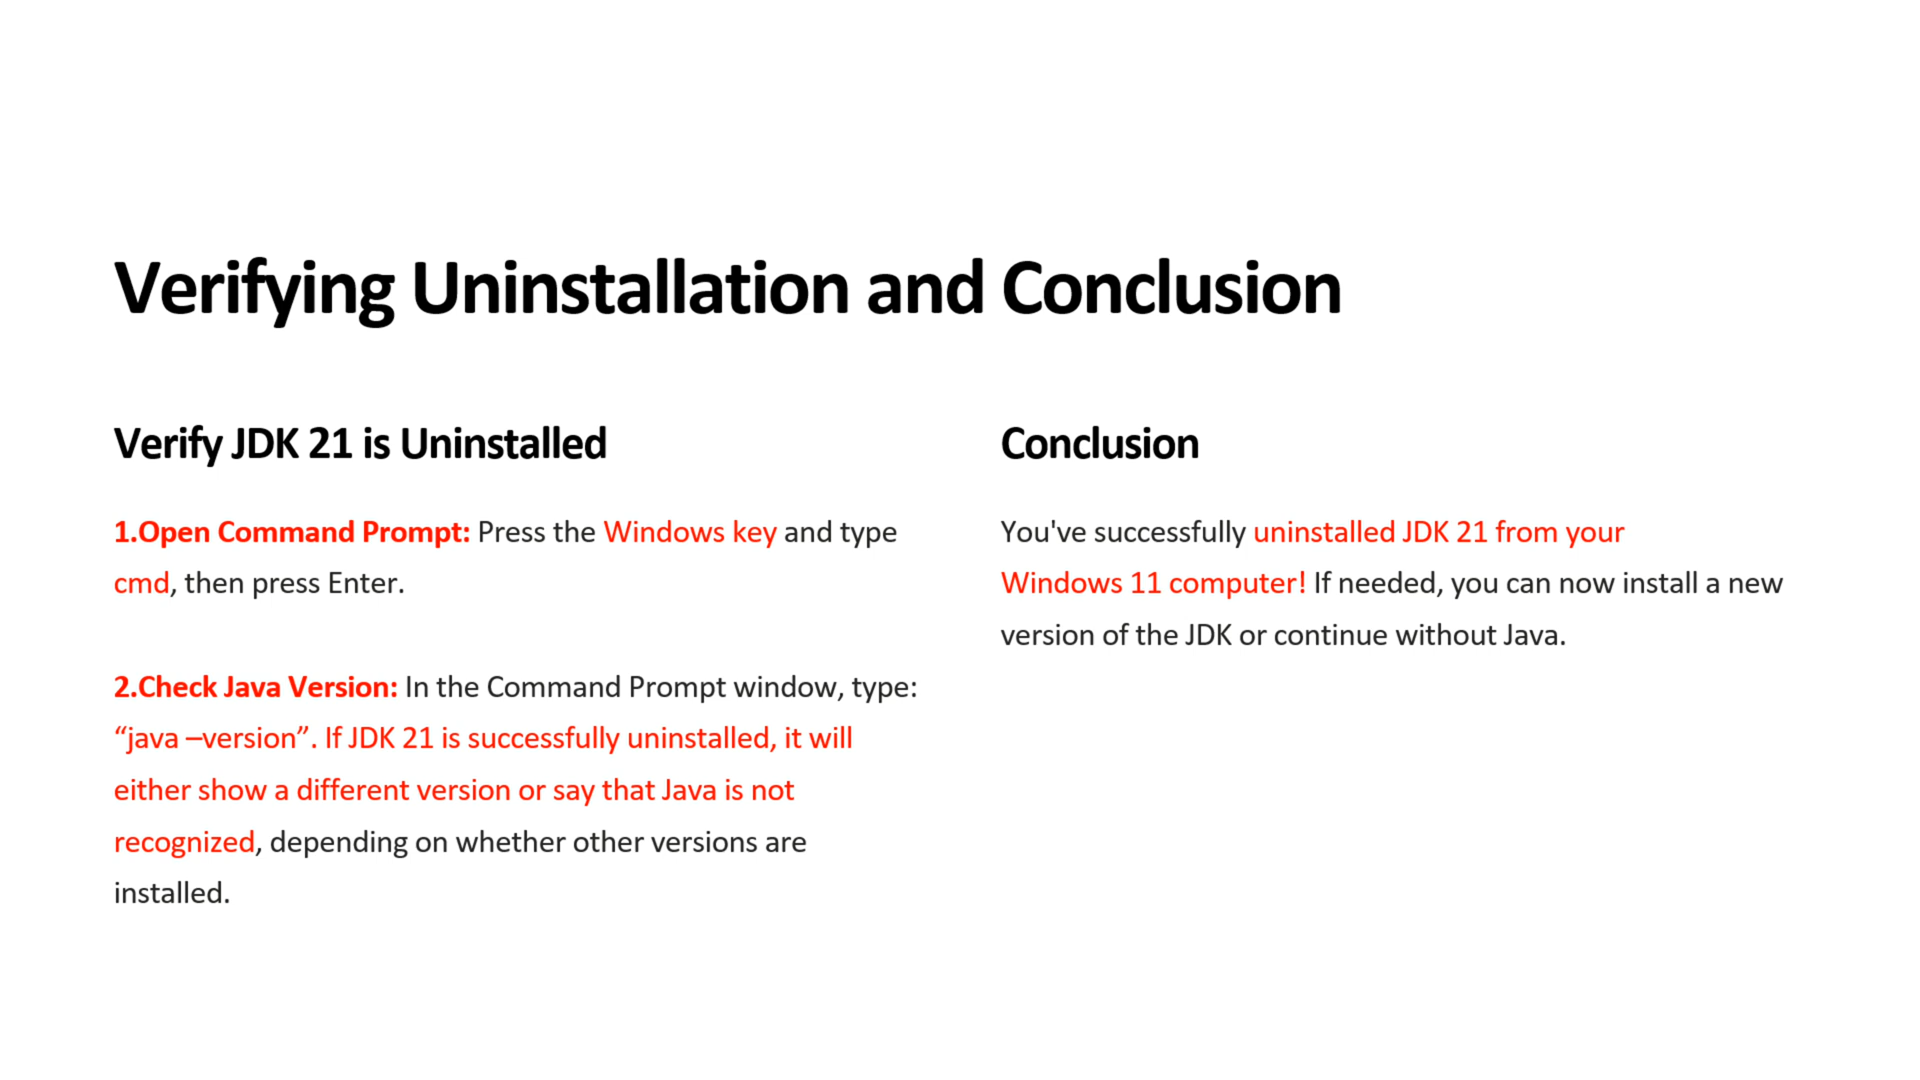 Verifying Uninstallation and Conclusion
Verify JDK 21 is Uninstalled
1.Open Command Prompt: Press the Windows key and type
cmd, then press Enter.
2.Check Java Version: In the Command Prompt window, type:
“java –version”. If JDK 21 is successfully uninstalled, it will
either show a different version or say that Java is not
recognized, depending on whether other versions are
installed.
Conclusion
You've successfully uninstalled JDK 21 from your
Windows 11 computer! If needed, you can now install a new
version of the JDK or continue without Java.